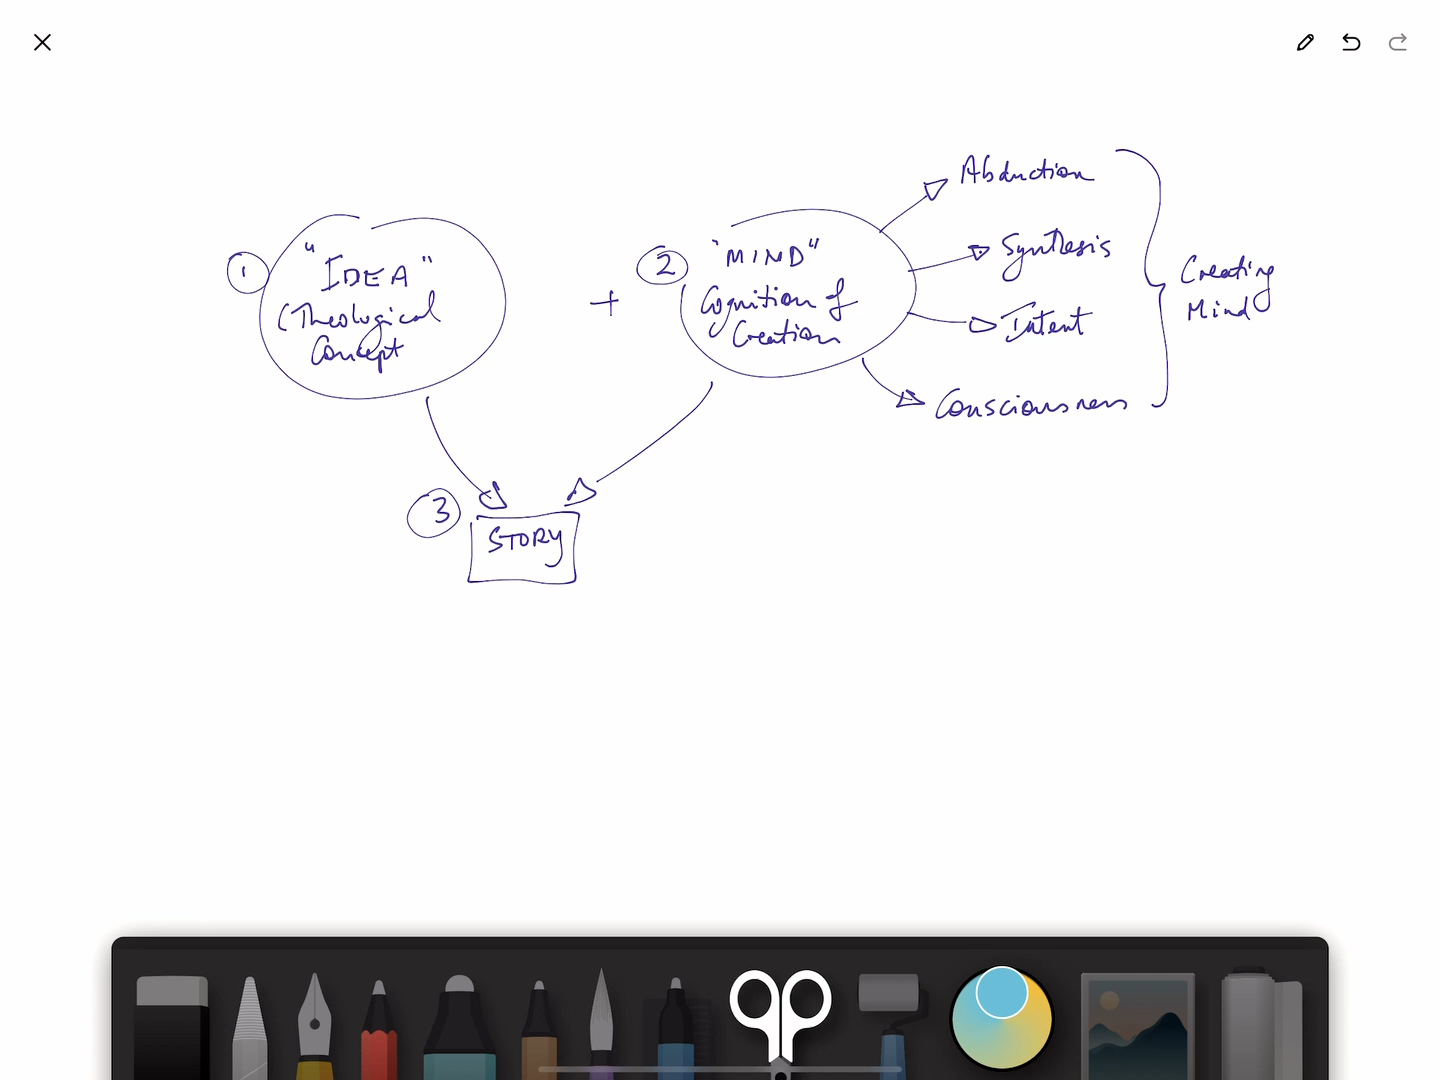 ①
"IDEA"
(Theological
Concept
+
②
"MIND"
Cognition of
Creation
Abduction
Synthesis
Intent
Consciousness
Creating
Mind
③
STORY